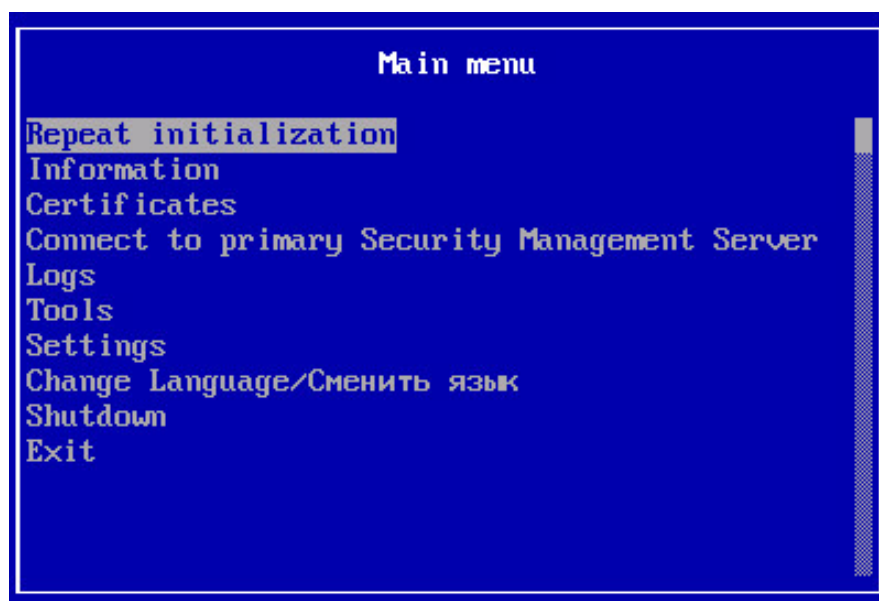 Main menu
Repeat initialization
Information
Certificates
Connect to primary Security Management Server
Logs
Tools
Settings
Change Language/Сменить язык
Shutdown
Exit